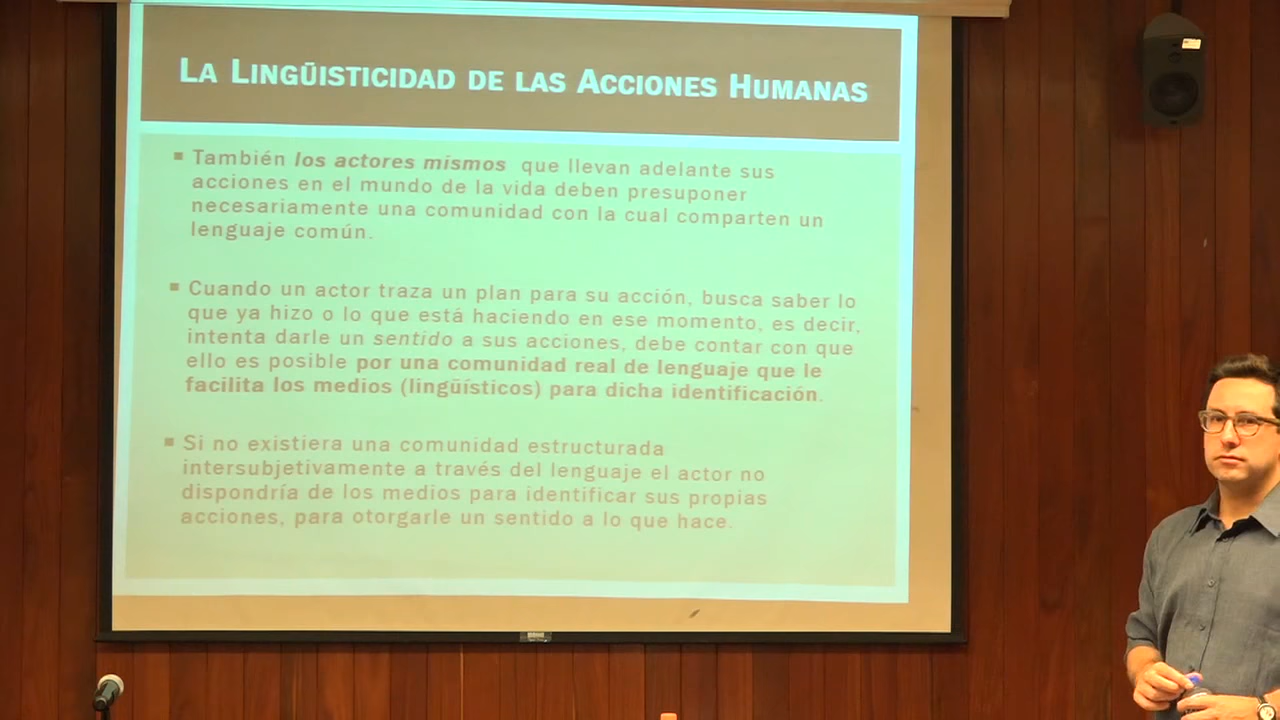 La Lingüisticidad de las Acciones Humanas
También los actores mismos que llevan adelante sus
acciones en el mundo de la vida deben presuponer
necesariamente una comunidad con la cual comparten un
lenguaje común.
Cuando un actor traza un plan para su acción, busca saber lo
que ya hizo o lo que está haciendo en ese momento, es decir,
intenta darle un sentido a sus acciones, debe contar con que
ello es posible por una comunidad real de lenguaje que le
facilita los medios (lingüísticos) para dicha identificación.
Si no existiera una comunidad estructurada
intersubjetivamente a través del lenguaje el actor no
dispondría de los medios para identificar sus propias
acciones, para otorgarle un sentido a lo que hace.